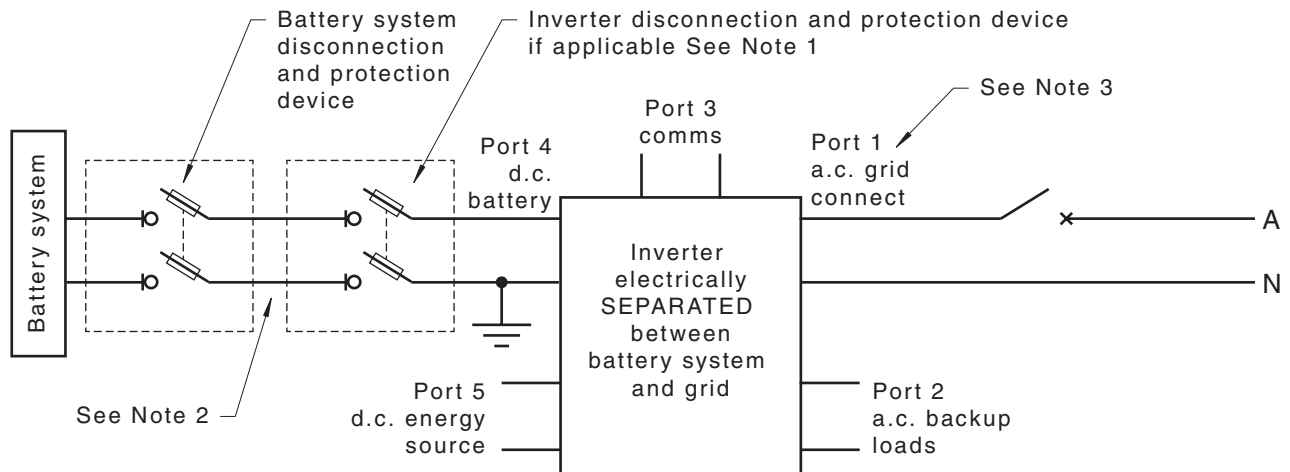 Battery system
disconnection
and protection
device
Inverter disconnection and protection device
if applicable See Note 1
See Note 3
Port 3
comms
Port 1
a.c. grid
connect
Port 4
d.c.
battery
Battery system
A
N
Inverter
electrically
SEPARATED
between
battery system
and grid
See Note 2
Port 5
d.c. energy
source
Port 2
a.c. backup
loads